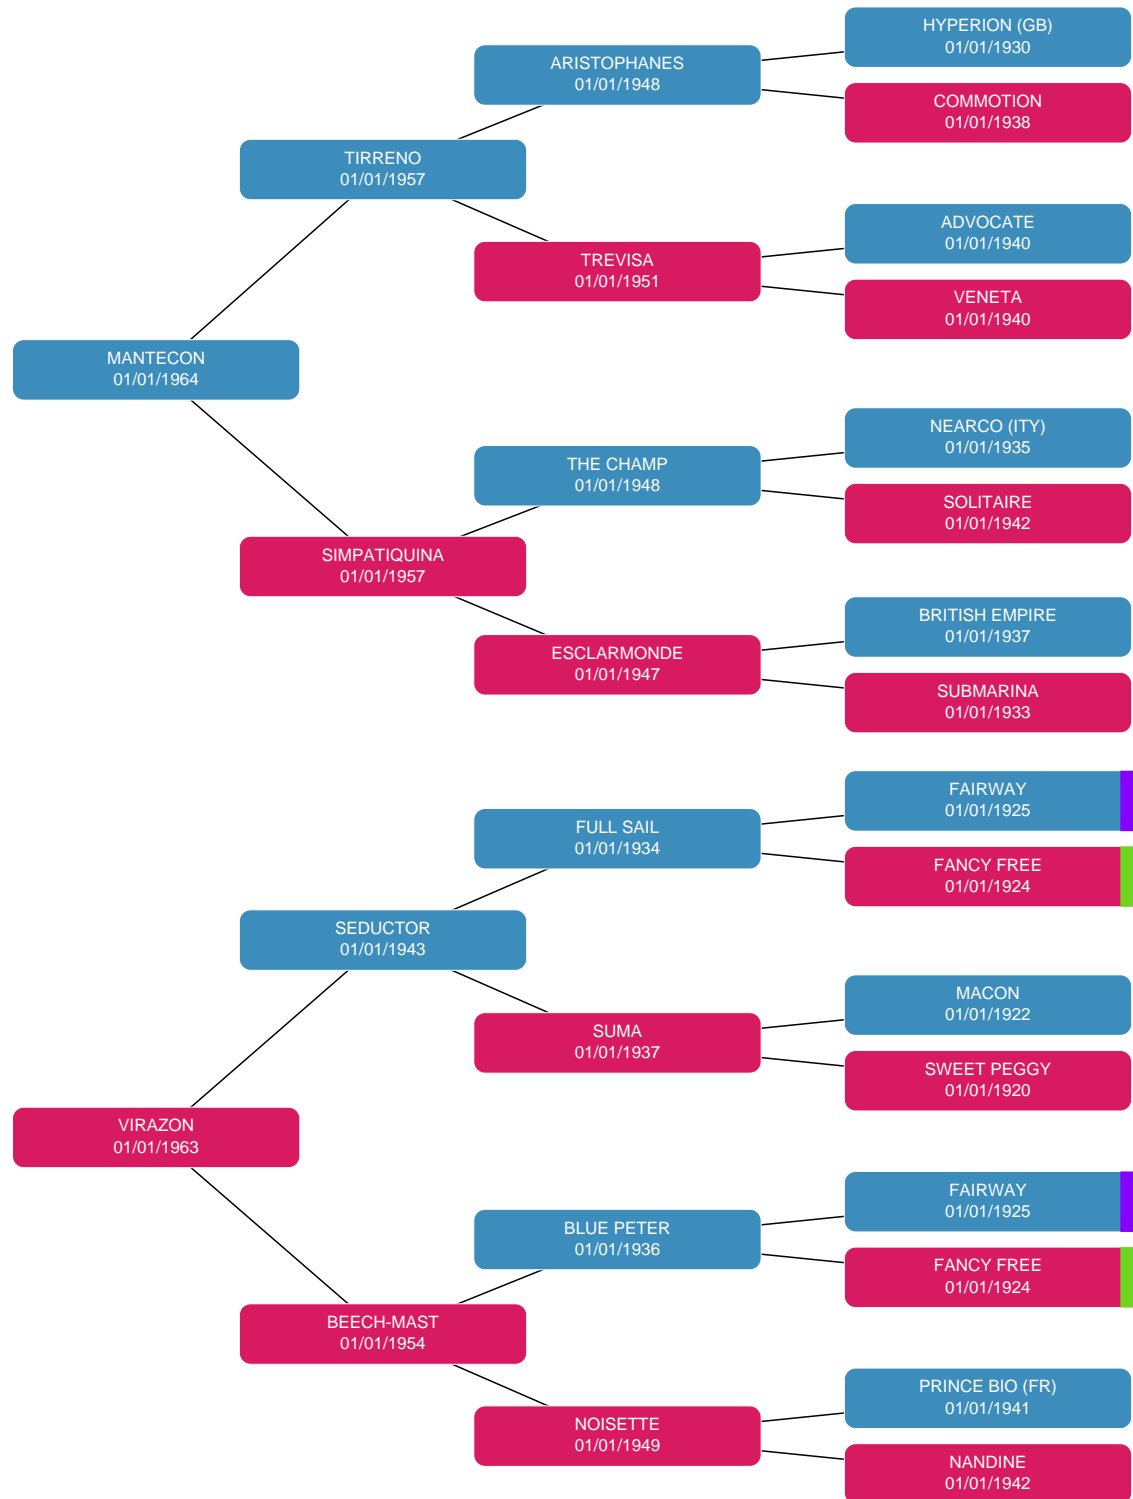 HYPERION (GB)
01/01/1930
ARISTOPHANES
01/01/1948
COMMOTION
01/01/1938
TIRRENO
01/01/1957
ADVOCATE
01/01/1940
TREVISA
01/01/1951
VENETA
01/01/1940
MANTECON
01/01/1964
NEARCO (ITY)
01/01/1935
THE CHAMP
01/01/1948
SOLITAIRE
01/01/1942
SIMPATIQUINA
01/01/1957
BRITISH EMPIRE
01/01/1937
ESCLARMONDE
01/01/1947
SUBMARINA
01/01/1933
FAIRWAY
01/01/1925
FULL SAIL
01/01/1934
FANCY FREE
01/01/1924
SEDUCTOR
01/01/1943
MACON
01/01/1922
SUMA
01/01/1937
SWEET PEGGY
01/01/1920
VIRAZON
01/01/1963
FAIRWAY
01/01/1925
BLUE PETER
01/01/1936
FANCY FREE
01/01/1924
BEECH-MAST
01/01/1954
PRINCE BIO (FR)
01/01/1941
NOISETTE
01/01/1949
NANDINE
01/01/1942